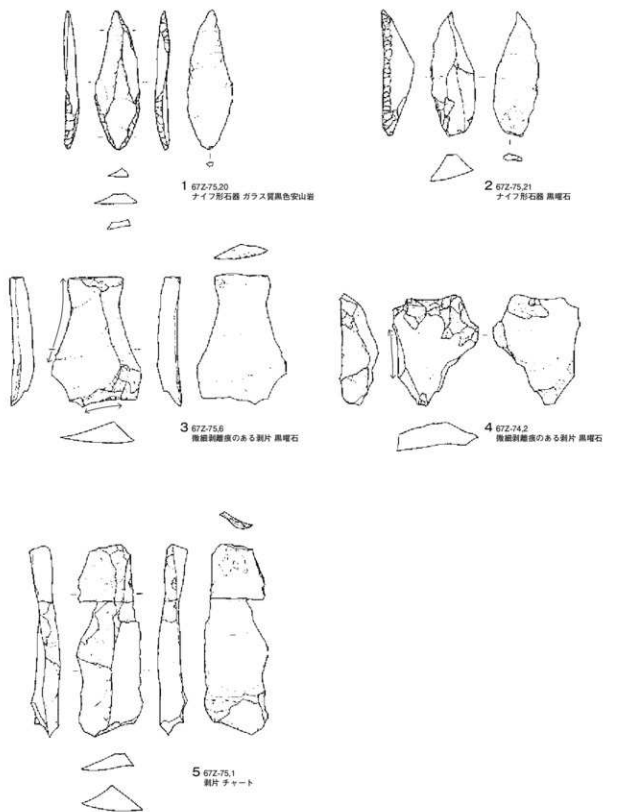 1 67Z-75,20
ナイフ形石器 ガラス質黒色安山岩
2 67Z-75,21
ナイフ形石器 黒曜石
3 67Z-75,6
微細剥離痕のある剥片 黒曜石
4 67Z-74,2
微細剥離痕のある剥片 黒曜石
5 67Z-75,1
剥片 チャート